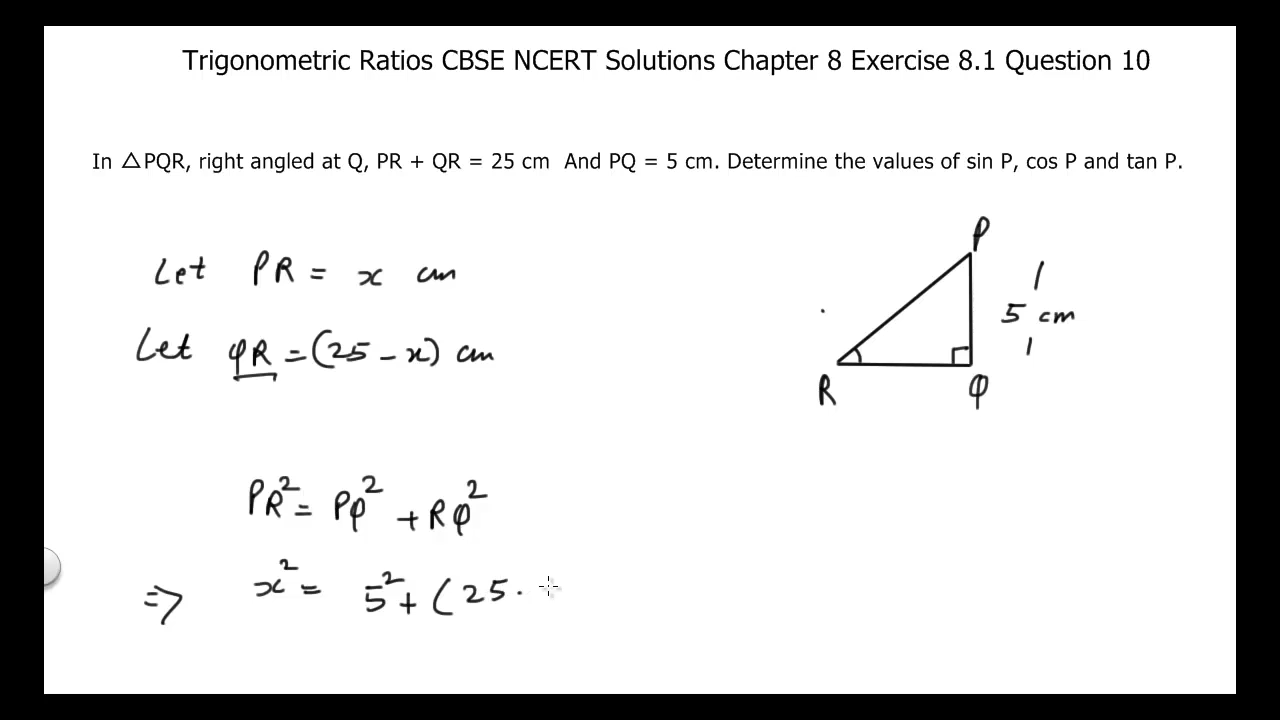 Trigonometric Ratios CBSE NCERT Solutions Chapter 8 Exercise 8.1 Question 10
In △PQR, right angled at Q, PR + QR = 25 cm And PQ = 5 cm. Determine the values of sin P, cos P and tan P.
Let PR = x cm
Let QR = (25 - x) cm
P
5 cm
R
Q
PR² = PQ² + RQ²
⇒ x² = 5² + (25 -